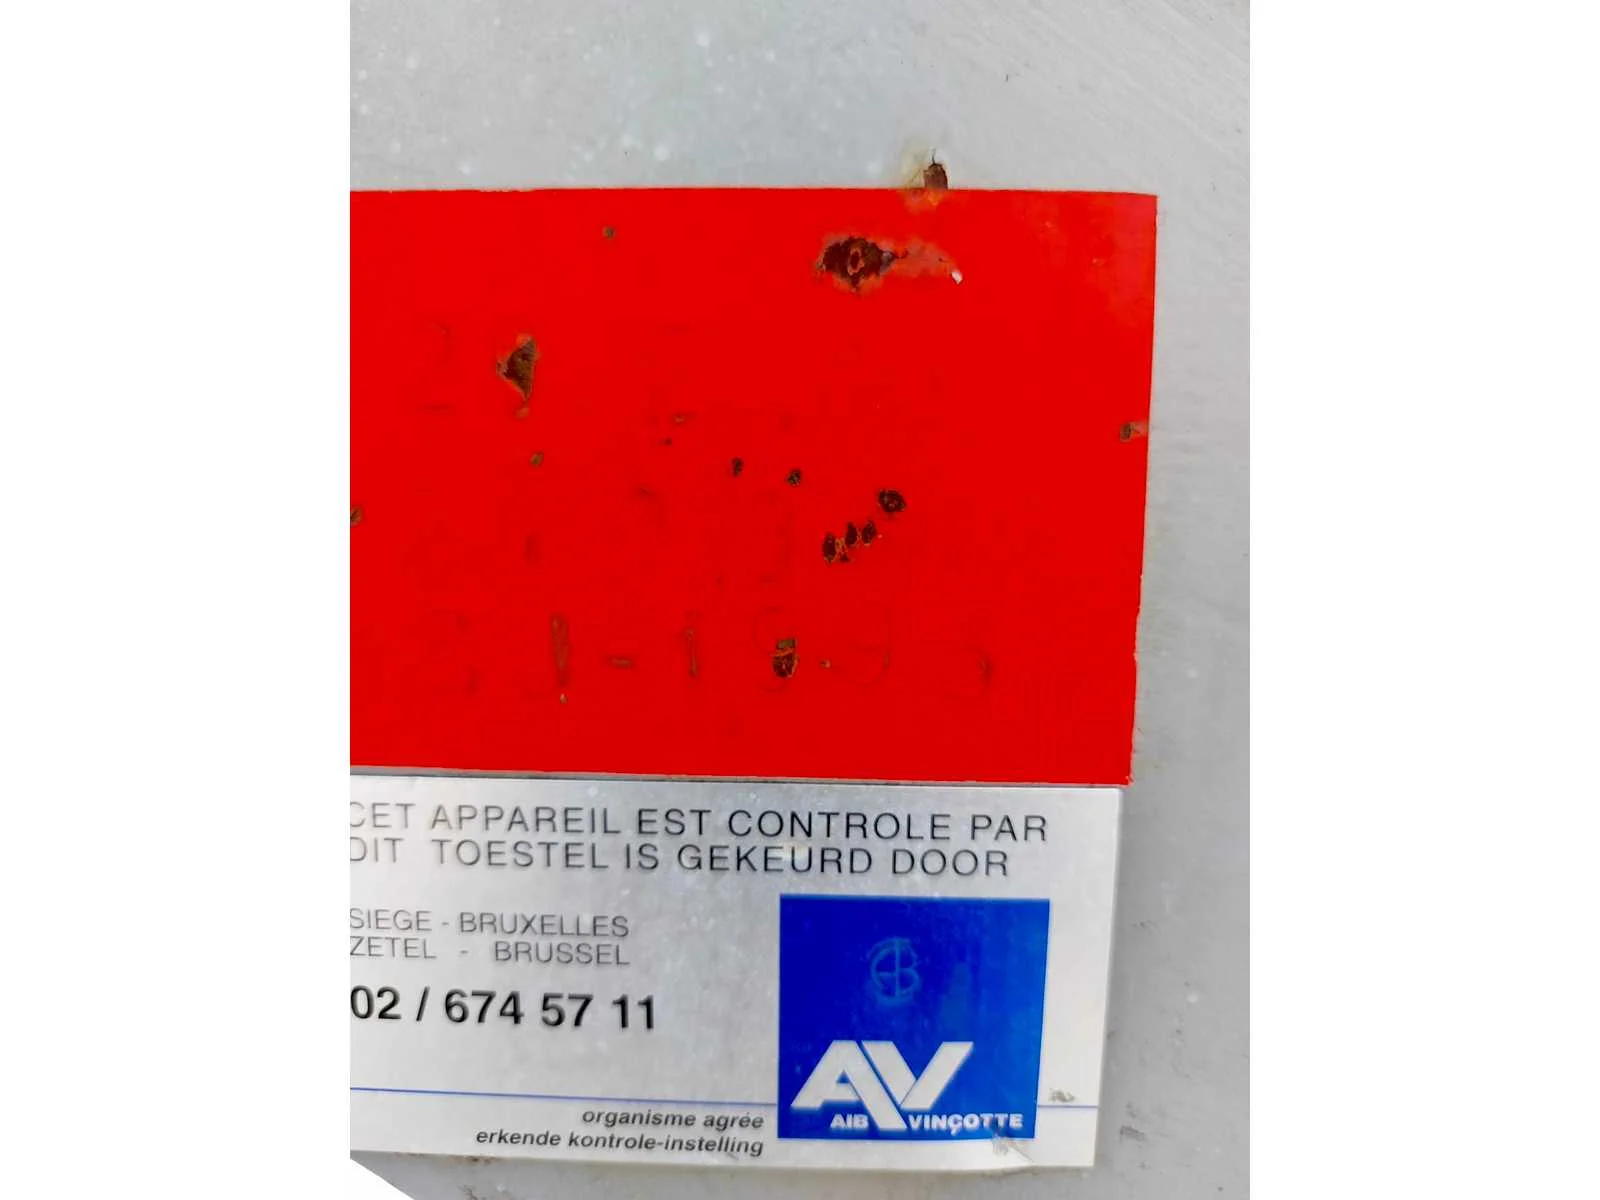 CET APPAREIL EST CONTROLE PAR
DIT TOESTEL IS GEKEURD DOOR
SIEGE - BRUXELLES
ZETEL - BRUSSEL
02 / 674 57 11
organisme agrée
erkende kontrole-instelling
AV
AIB VINÇOTTE